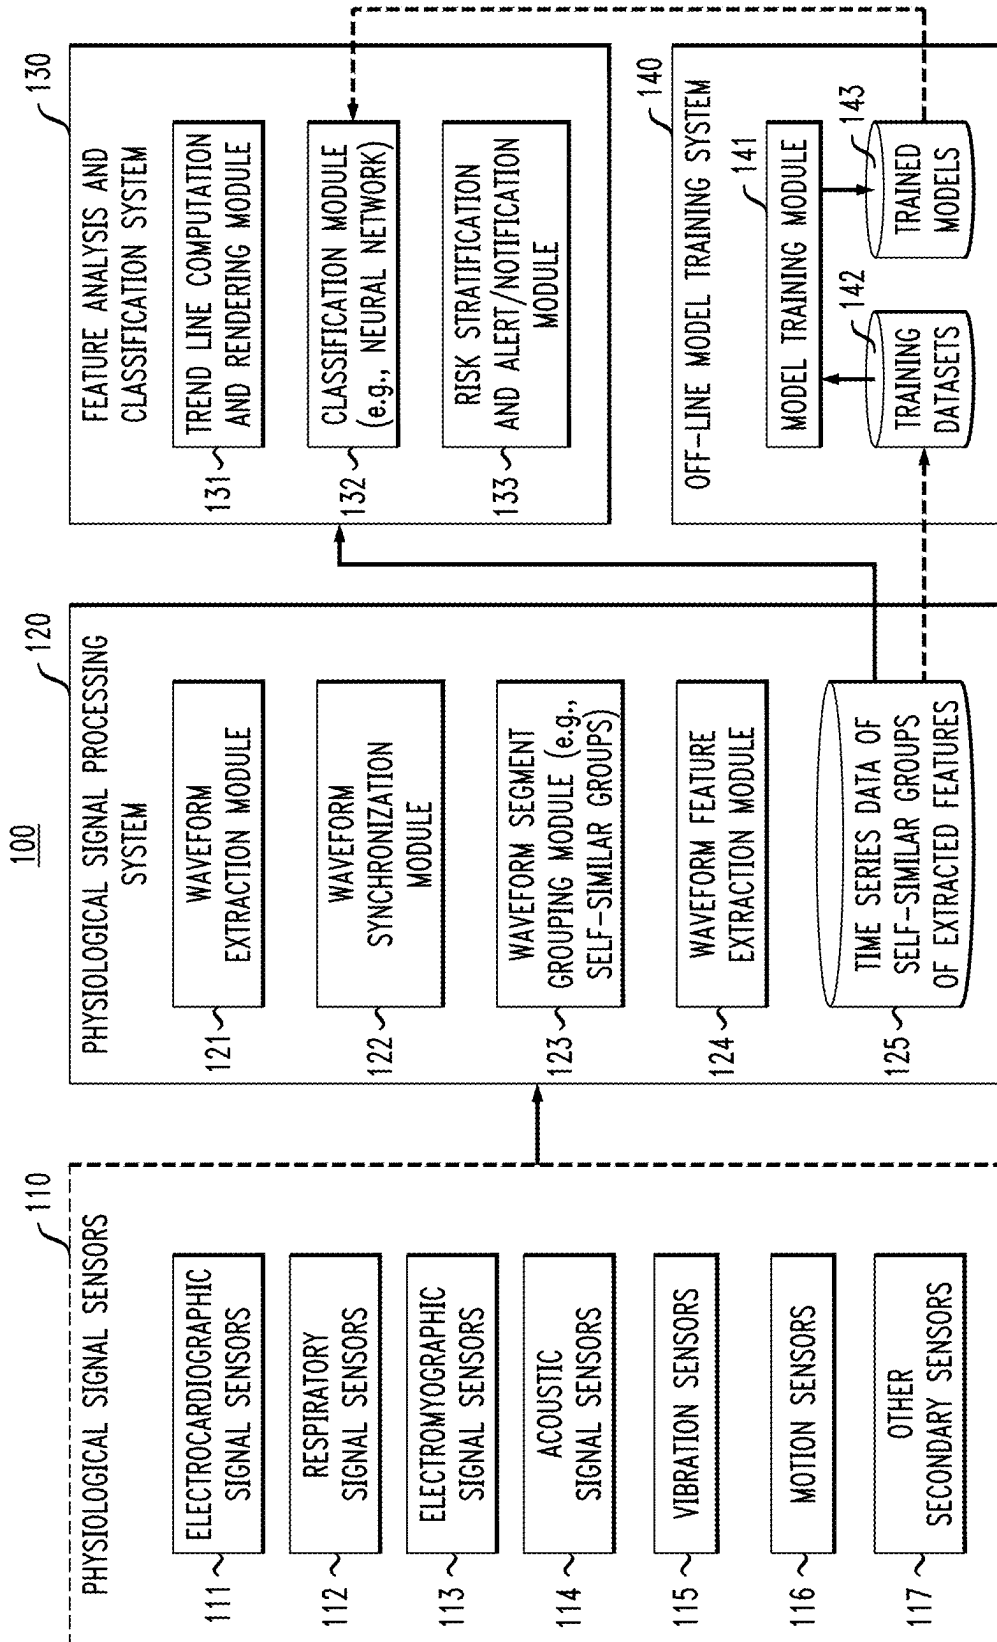 100
110
PHYSIOLOGICAL SIGNAL SENSORS
111
ELECTROCARDIOGRAPHIC
SIGNAL SENSORS
112
RESPIRATORY
SIGNAL SENSORS
113
ELECTROMYOGRAPHIC
SIGNAL SENSORS
114
ACOUSTIC
SIGNAL SENSORS
115
VIBRATION SENSORS
116
MOTION SENSORS
117
OTHER
SECONDARY SENSORS
120
PHYSIOLOGICAL SIGNAL PROCESSING
SYSTEM
121
WAVEFORM
EXTRACTION MODULE
122
WAVEFORM
SYNCHRONIZATION
MODULE
123
WAVEFORM SEGMENT
GROUPING MODULE (e.g.,
SELF-SIMILAR GROUPS)
124
WAVEFORM FEATURE
EXTRACTION MODULE
125
TIME SERIES DATA OF
SELF-SIMILAR GROUPS
OF EXTRACTED FEATURES
130
FEATURE ANALYSIS AND
CLASSIFICATION SYSTEM
131
TREND LINE COMPUTATION
AND RENDERING MODULE
132
CLASSIFICATION MODULE
(e.g., NEURAL NETWORK)
133
RISK STRATIFICATION
AND ALERT/NOTIFICATION
MODULE
140
OFF-LINE MODEL TRAINING SYSTEM
141
MODEL TRAINING MODULE
142
TRAINING
DATASETS
143
TRAINED
MODELS